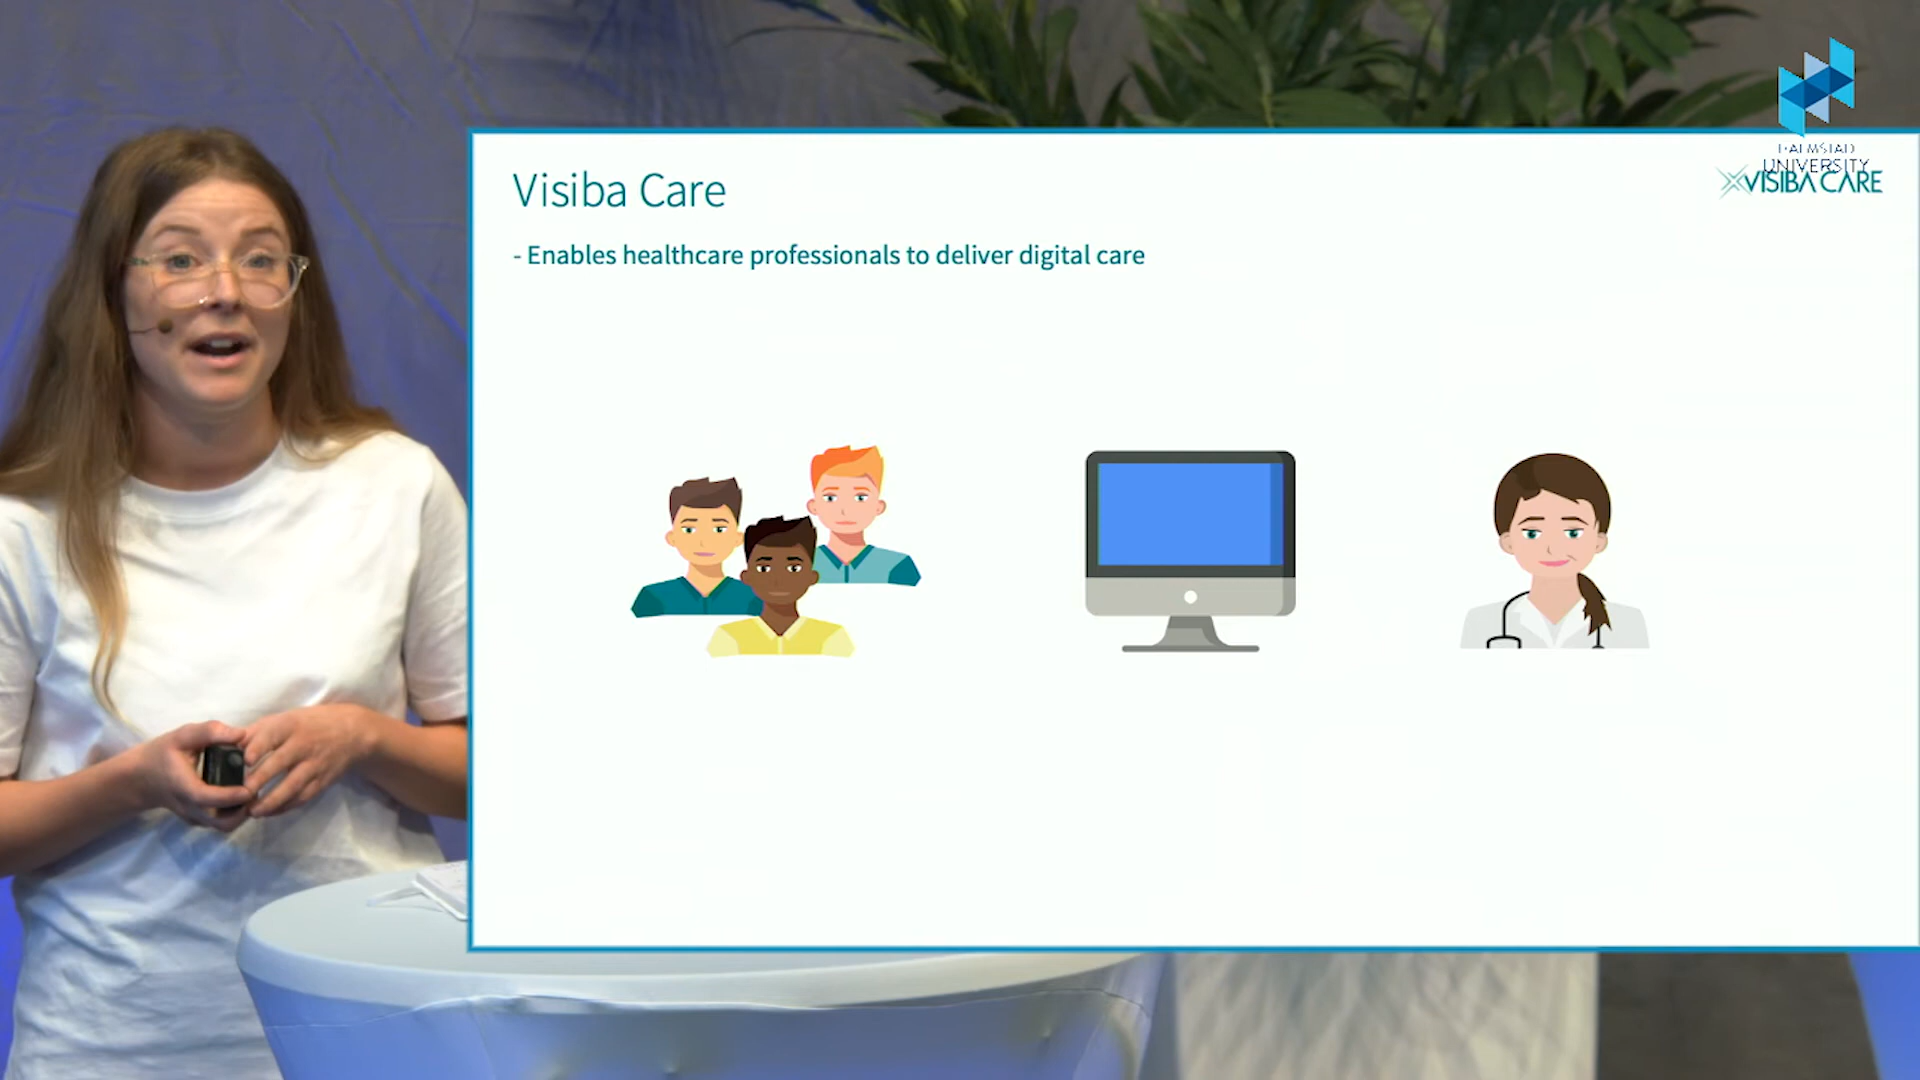 Visiba Care
- Enables healthcare professionals to deliver digital care
HALMSTAD
UNIVERSITY
VISIBA CARE